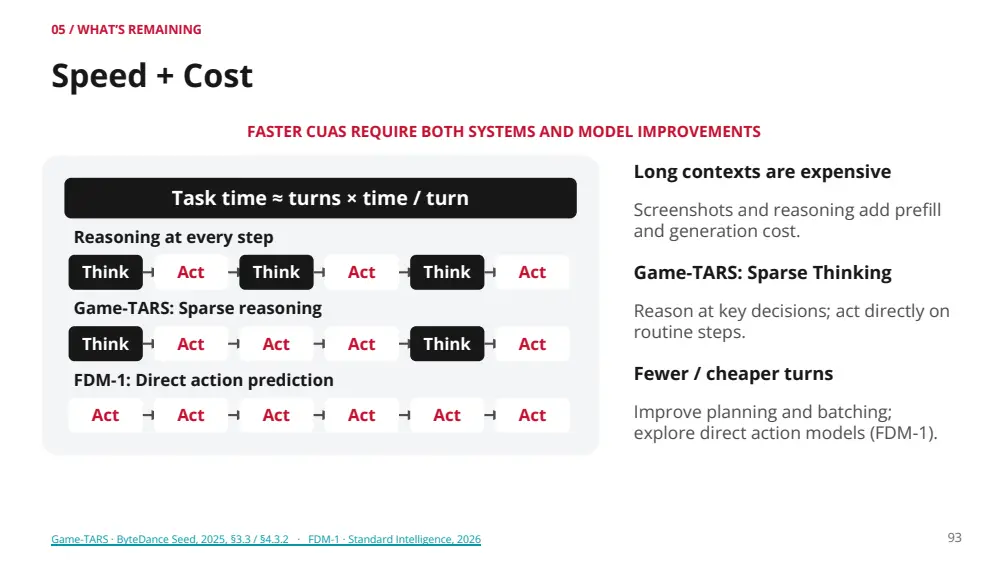 05 / WHAT'S REMAINING
Speed + Cost
FASTER CUAS REQUIRE BOTH SYSTEMS AND MODEL IMPROVEMENTS
Task time ≈ turns × time / turn
Reasoning at every step
Think Act Think Act Think Act
Game-TARS: Sparse reasoning
Think Act Act Act Think Act
FDM-1: Direct action prediction
Act Act Act Act Act Act
Long contexts are expensive
Screenshots and reasoning add prefill
and generation cost.
Game-TARS: Sparse Thinking
Reason at key decisions; act directly on
routine steps.
Fewer / cheaper turns
Improve planning and batching;
explore direct action models (FDM-1).
Game-TARS · ByteDance Seed, 2025, §3.3 / §4.3.2 · FDM-1 · Standard Intelligence, 2026
93